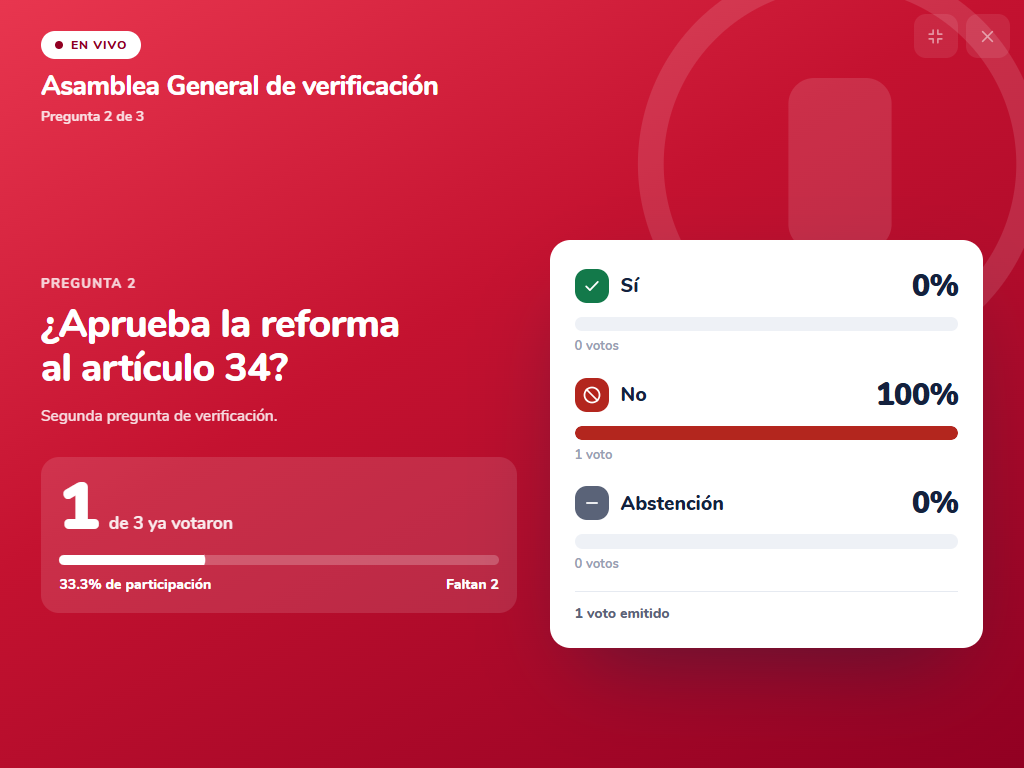 EN VIVO
Asamblea General de verificación
Pregunta 2 de 3
PREGUNTA 2
¿Aprueba la reforma
al artículo 34?
Segunda pregunta de verificación.
1 de 3 ya votaron
33.3% de participación
Faltan 2
Sí
0%
0 votos
No
100%
1 voto
Abstención
0%
0 votos
1 voto emitido